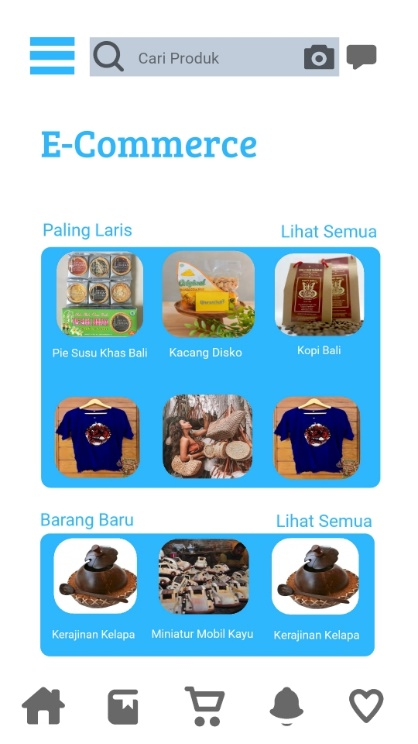 Cari Produk
E-Commerce
Paling Laris
Lihat Semua
Pie Susu Khas Bali
Kacang Disko
Kopi Bali
Barang Baru
Lihat Semua
Kerajinan Kelapa
Miniatur Mobil Kayu
Kerajinan Kelapa